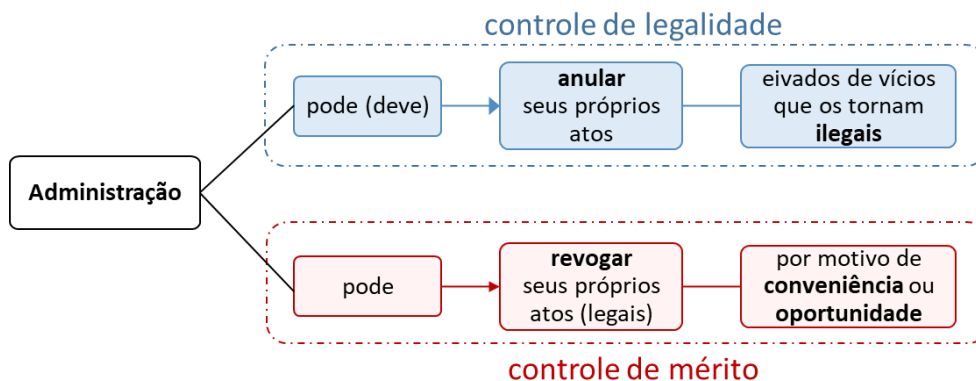 controle de legalidade
pode (deve)
anular
seus próprios
atos
eivados de vícios
que os tornam
ilegais
Administração
pode
revogar
seus próprios
atos (legais)
por motivo de
conveniência ou
oportunidade
controle de mérito